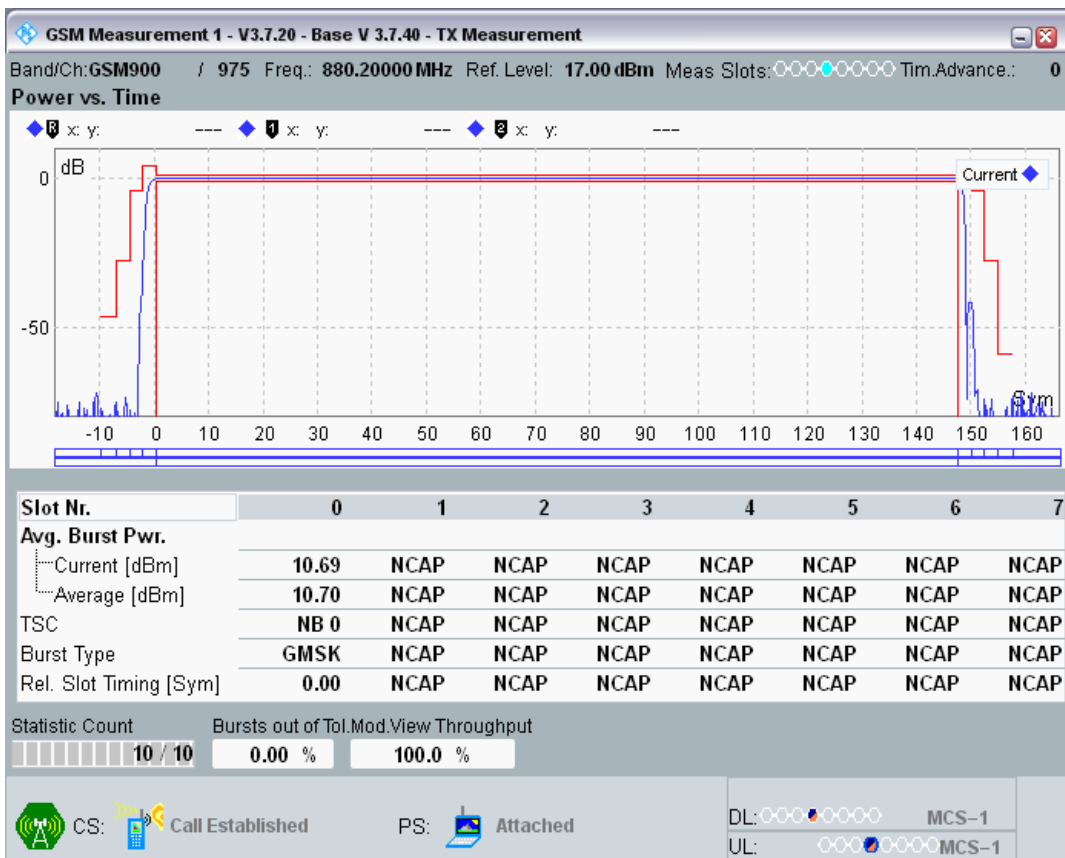 GSM Measurement 1 - V3.7.20 - Base V 3.7.40 - TX Measurement
Band/Ch:GSM900 / 975 Freq.: 880.20000 MHz Ref. Level: 17.00 dBm Meas Slots: Tim.Advance.: 0
Power vs. Time
R x: y: --- 1 x: y: --- 2 x: y: ---
dB
Current
0
-50
Sym
-10 0 10 20 30 40 50 60 70 80 90 100 110 120 130 140 150 160
Slot Nr. 0 1 2 3 4 5 6 7
Avg. Burst Pwr.
Current [dBm] 10.69 NCAP NCAP NCAP NCAP NCAP NCAP NCAP
Average [dBm] 10.70 NCAP NCAP NCAP NCAP NCAP NCAP NCAP
TSC NB 0 NCAP NCAP NCAP NCAP NCAP NCAP NCAP
Burst Type GMSK NCAP NCAP NCAP NCAP NCAP NCAP NCAP
Rel. Slot Timing [Sym] 0.00 NCAP NCAP NCAP NCAP NCAP NCAP NCAP
Statistic Count Bursts out of Tol.Mod.View Throughput
10 / 10 0.00 % 100.0 %
CS: Call Established PS: Attached DL: MCS-1
UL: MCS-1